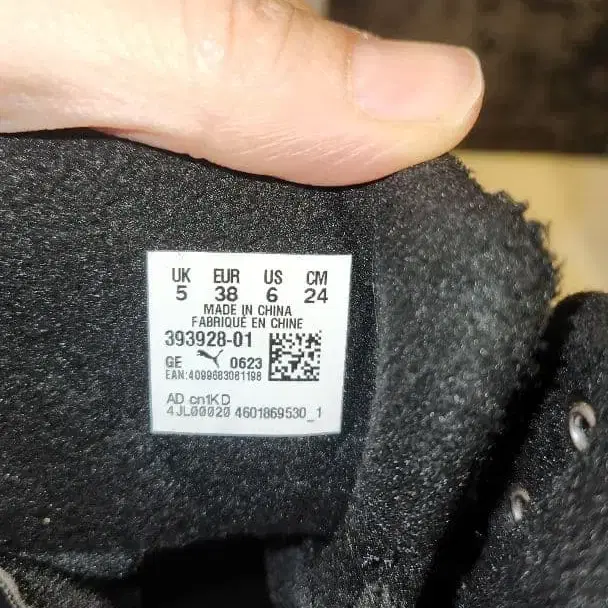 UK EUR US CM
5 38 6 24
MADE IN CHINA
FABRIQUÉ EN CHINE
393928-01
GE 0623
EAN:4099683081198
AD cn1KD
4JL00020 4601869530_1